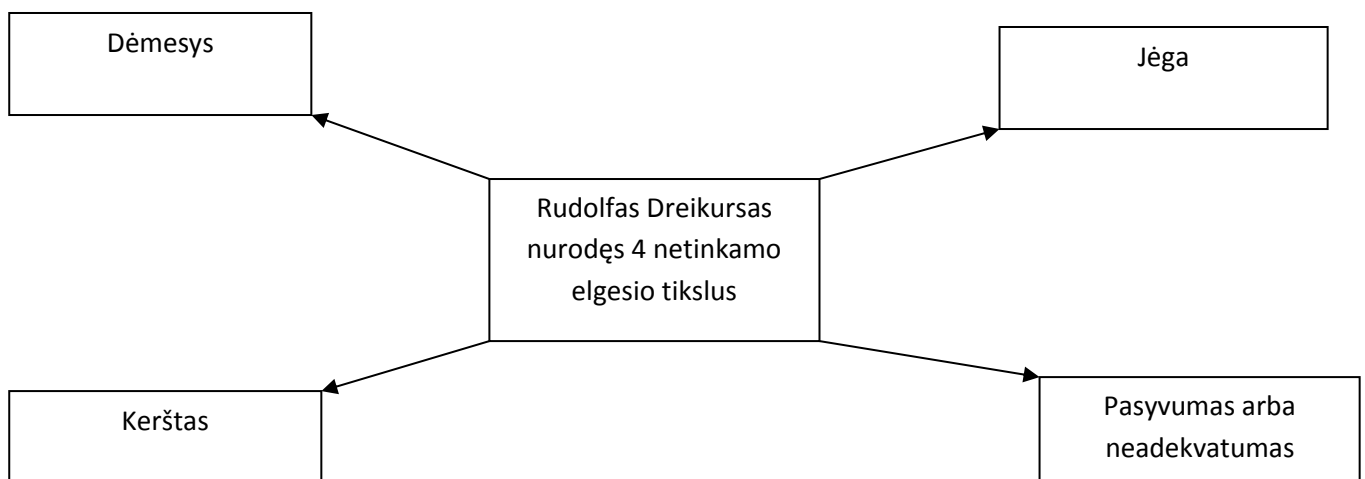 Dėmesys
Jėga
Rudolfas Dreikursas
nurodęs 4 netinkamo
elgesio tikslus
Kerštas
Pasyvumas arba
neadekvatumas